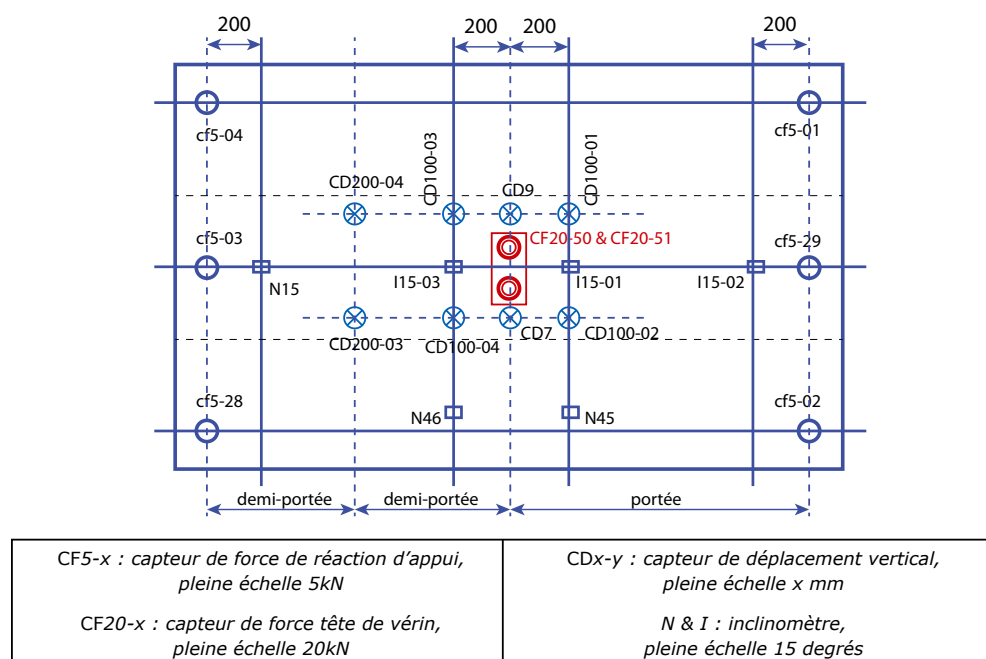 200
200
200
200
cf5-04
CD100-03
CD100-01
cf5-01
CD200-04
CD9
cf5-03
CF20-50 & CF20-51
cf5-29
N15
I15-03
I15-01
I15-02
CD200-03
CD100-04
CD7
CD100-02
cf5-28
N46
N45
cf5-02
demi-portée
demi-portée
portée
CF5-x : capteur de force de réaction d'appui,
pleine échelle 5kN
CF20-x : capteur de force tête de vérin,
pleine échelle 20kN
CDx-y : capteur de déplacement vertical,
pleine échelle x mm
N & I : inclinomètre,
pleine échelle 15 degrés